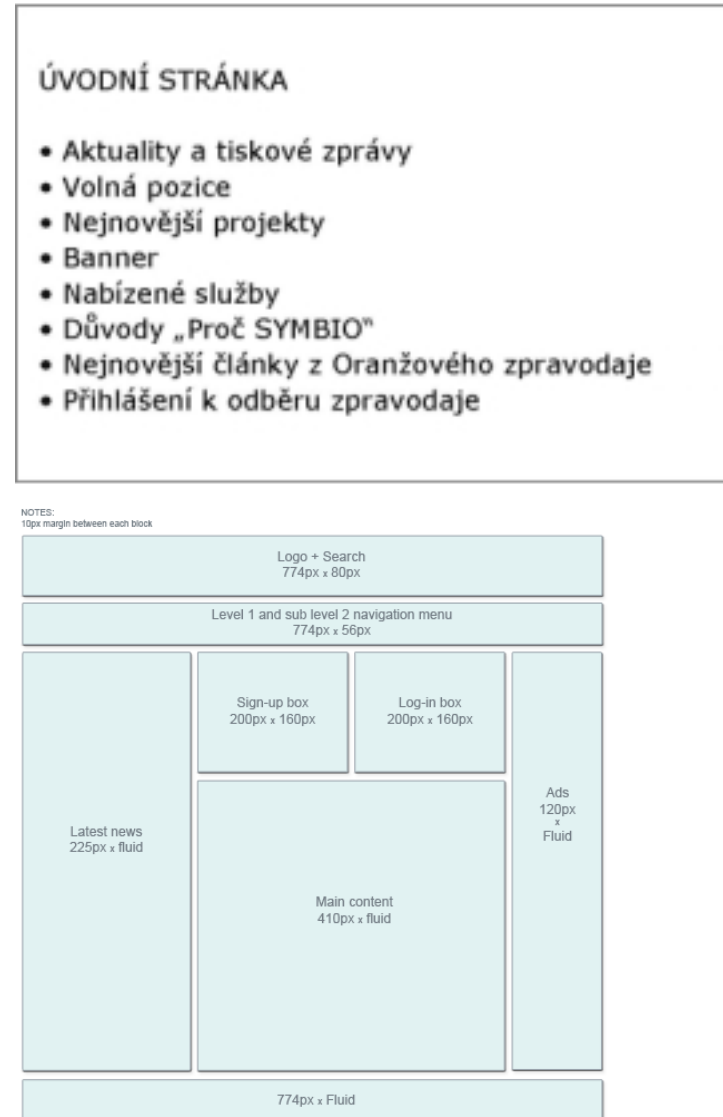 ÚVODNÍ STRÁNKA
• Aktuality a tiskové zprávy
• Volná pozice
• Nejnovější projekty
• Banner
• Nabízené služby
• Důvody „Proč SYMBIO“
• Nejnovější články z Oranžového zpravodaje
• Přihlášení k odběru zpravodaje
NOTES:
10px margin between each block
Logo + Search
774px x 80px
Level 1 and sub level 2 navigation menu
774px x 56px
Latest news
225px x fluid
Sign-up box
200px x 160px
Log-in box
200px x 160px
Main content
410px x fluid
Ads
120px
x
Fluid
774px x Fluid